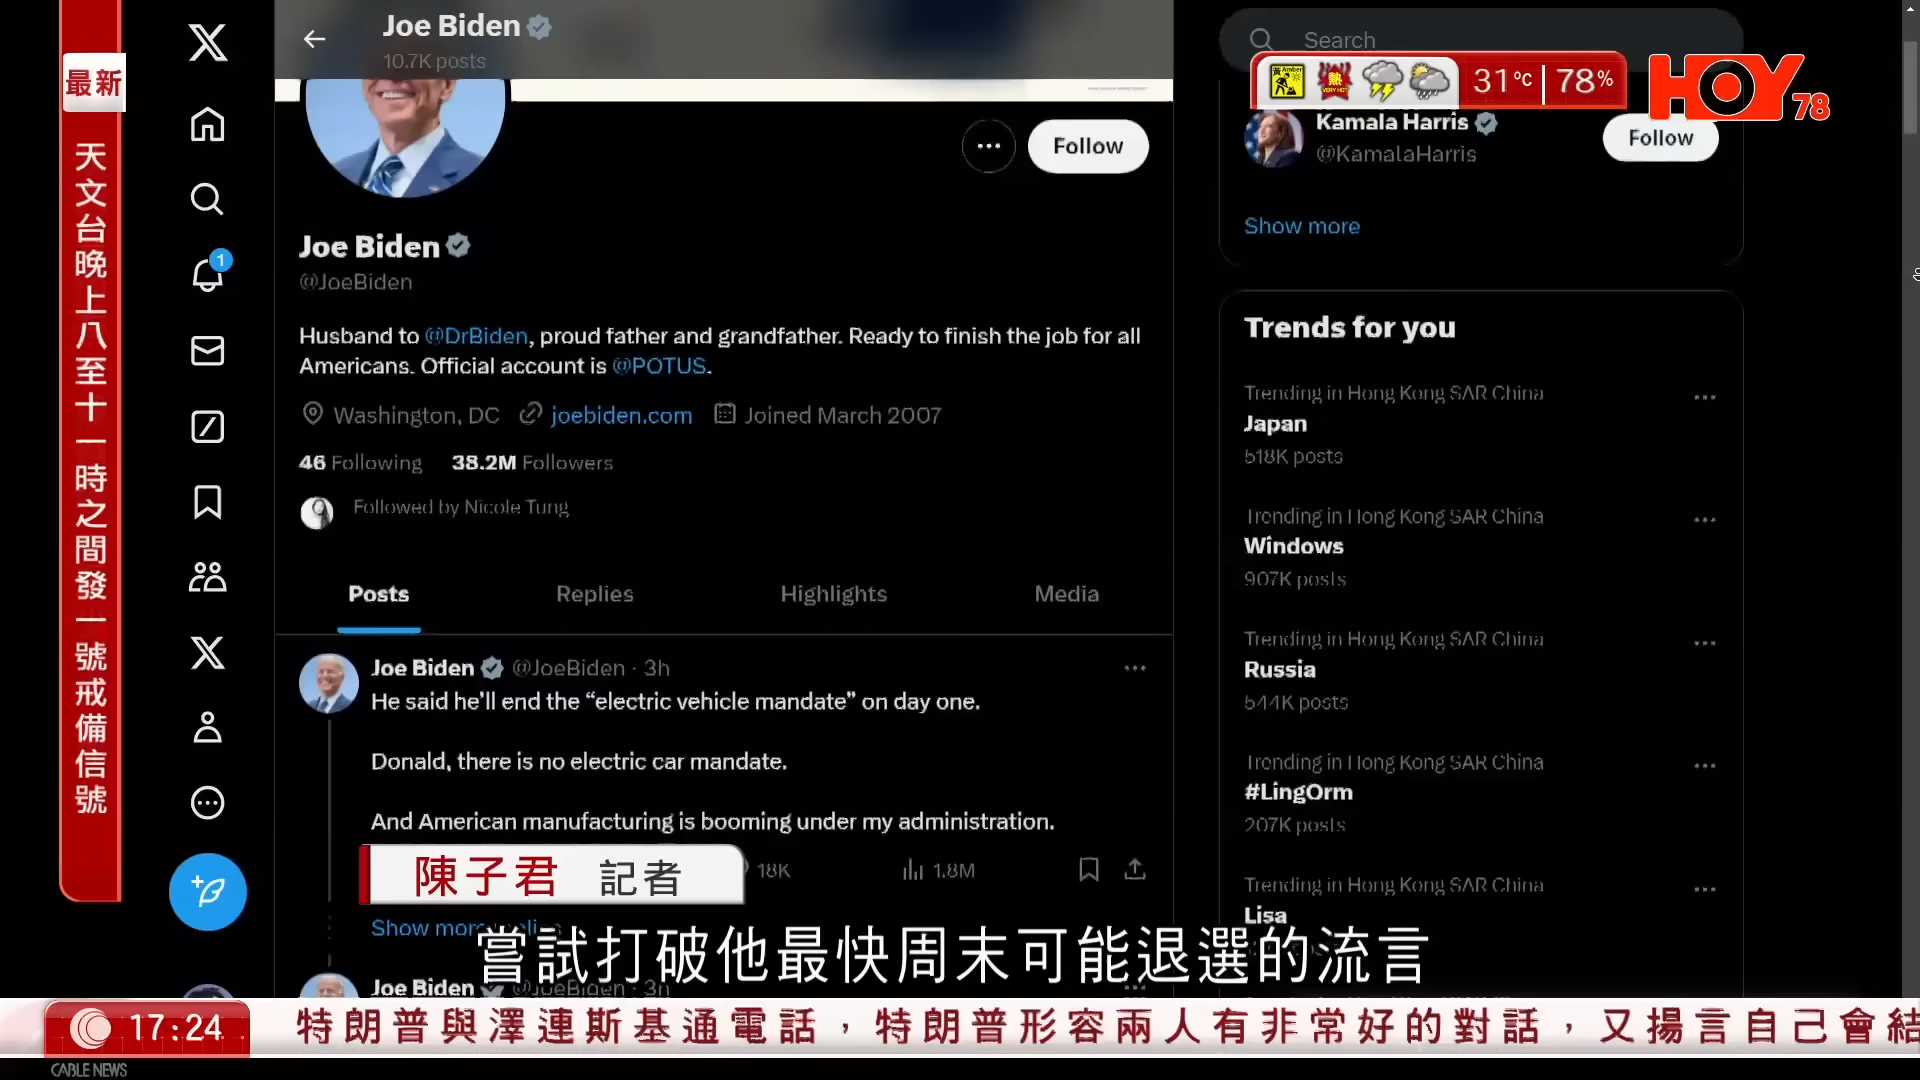 最新
天文台晚上八至十一時之間發一號戒備信號
Joe Biden
10.7K posts
Follow
Joe Biden
@JoeBiden
Husband to @DrBiden, proud father and grandfather. Ready to finish the job for all
Americans. Official account is @POTUS.
Washington, DC joebiden.com Joined March 2007
46 Following 38.2M Followers
Followed by Nicole Tung
Posts Replies Highlights Media
Joe Biden @JoeBiden · 3h
He said he'll end the “electric vehicle mandate” on day one.
Donald, there is no electric car mandate.
And American manufacturing is booming under my administration.
18K 1.8M
Show more
Joe Biden @JoeBiden · 3h
Search
Amber
VERY HOT
31°C 78%
HOY 78
Kamala Harris
@KamalaHarris
Follow
Show more
Trends for you
Trending in Hong Kong SAR China
Japan
518K posts
Trending in Hong Kong SAR China
Windows
907K posts
Trending in Hong Kong SAR China
Russia
544K posts
Trending in Hong Kong SAR China
#LingOrm
207K posts
Trending in Hong Kong SAR China
Lisa
1
陳子君 記者
嘗試打破他最快周末可能退選的流言
17:24
特朗普與澤連斯基通電話，特朗普形容兩人有非常好的對話，又揚言自己會結
CABLE NEWS